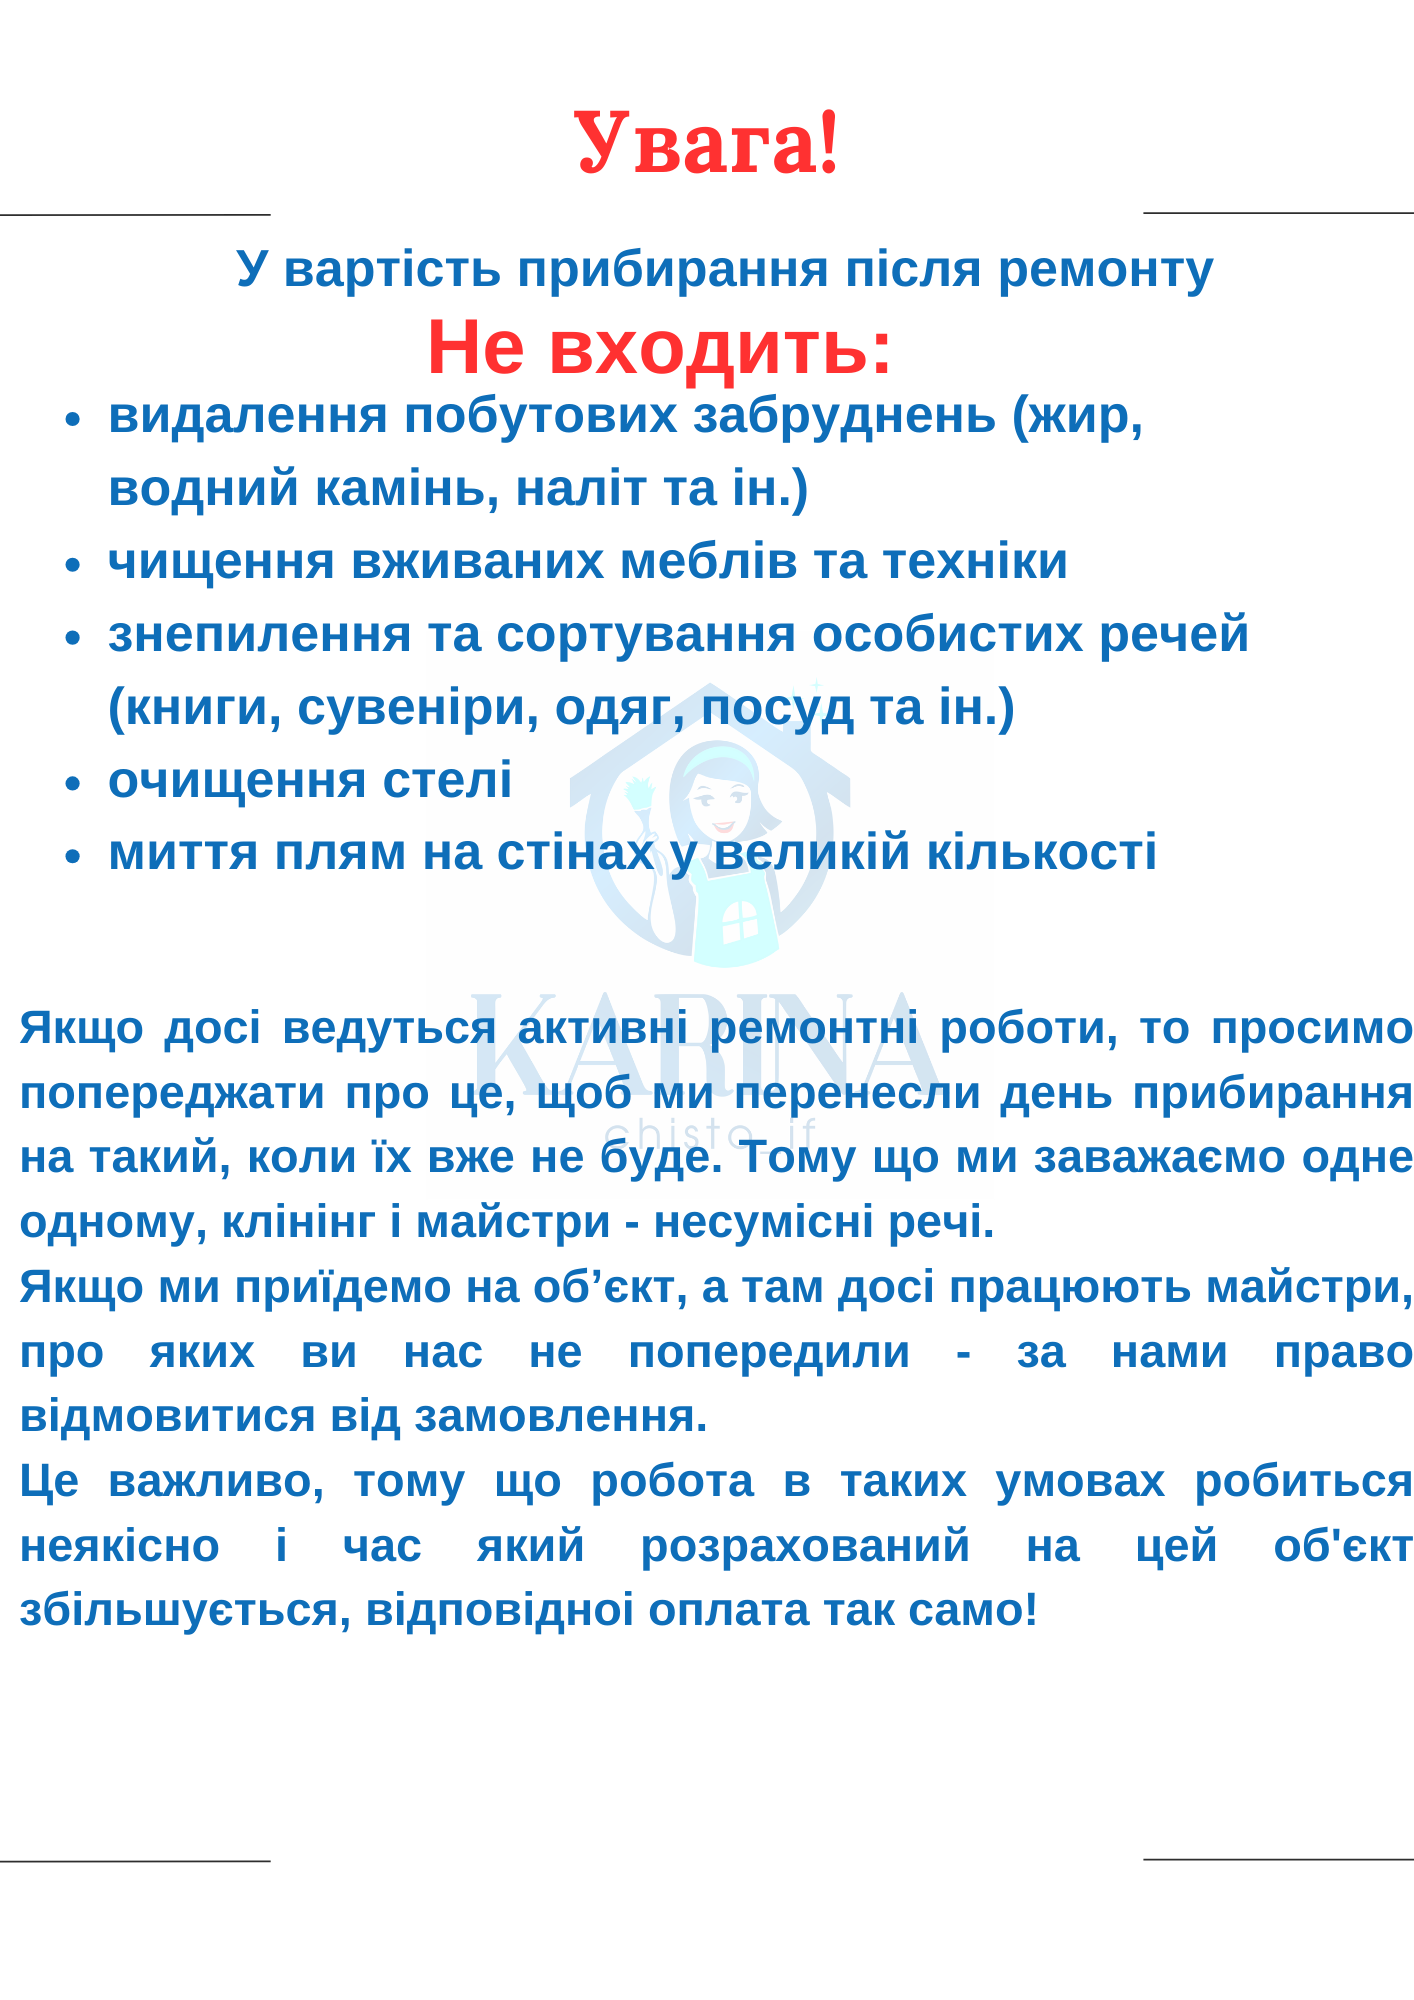 Увага!
У вартість прибирання після ремонту
Не входить:
• видалення побутових забруднень (жир,
водний камінь, наліт та ін.)
• чищення вживаних меблів та техніки
• знепилення та сортування особистих речей
(книги, сувеніри, одяг, посуд та ін.)
• очищення стелі
• миття плям на стінах у великій кількості
KARINA
chisto_if
Якщо досі ведуться активні ремонтні роботи, то просимо
попереджати про це, щоб ми перенесли день прибирання
на такий, коли їх вже не буде. Тому що ми заважаємо одне
одному, клінінг і майстри - несумісні речі.
Якщо ми приїдемо на об’єкт, а там досі працюють майстри,
про яких ви нас не попередили - за нами право
відмовитися від замовлення.
Це важливо, тому що робота в таких умовах робиться
неякісно і час який розрахований на цей об'єкт
збільшується, відповідноі оплата так само!